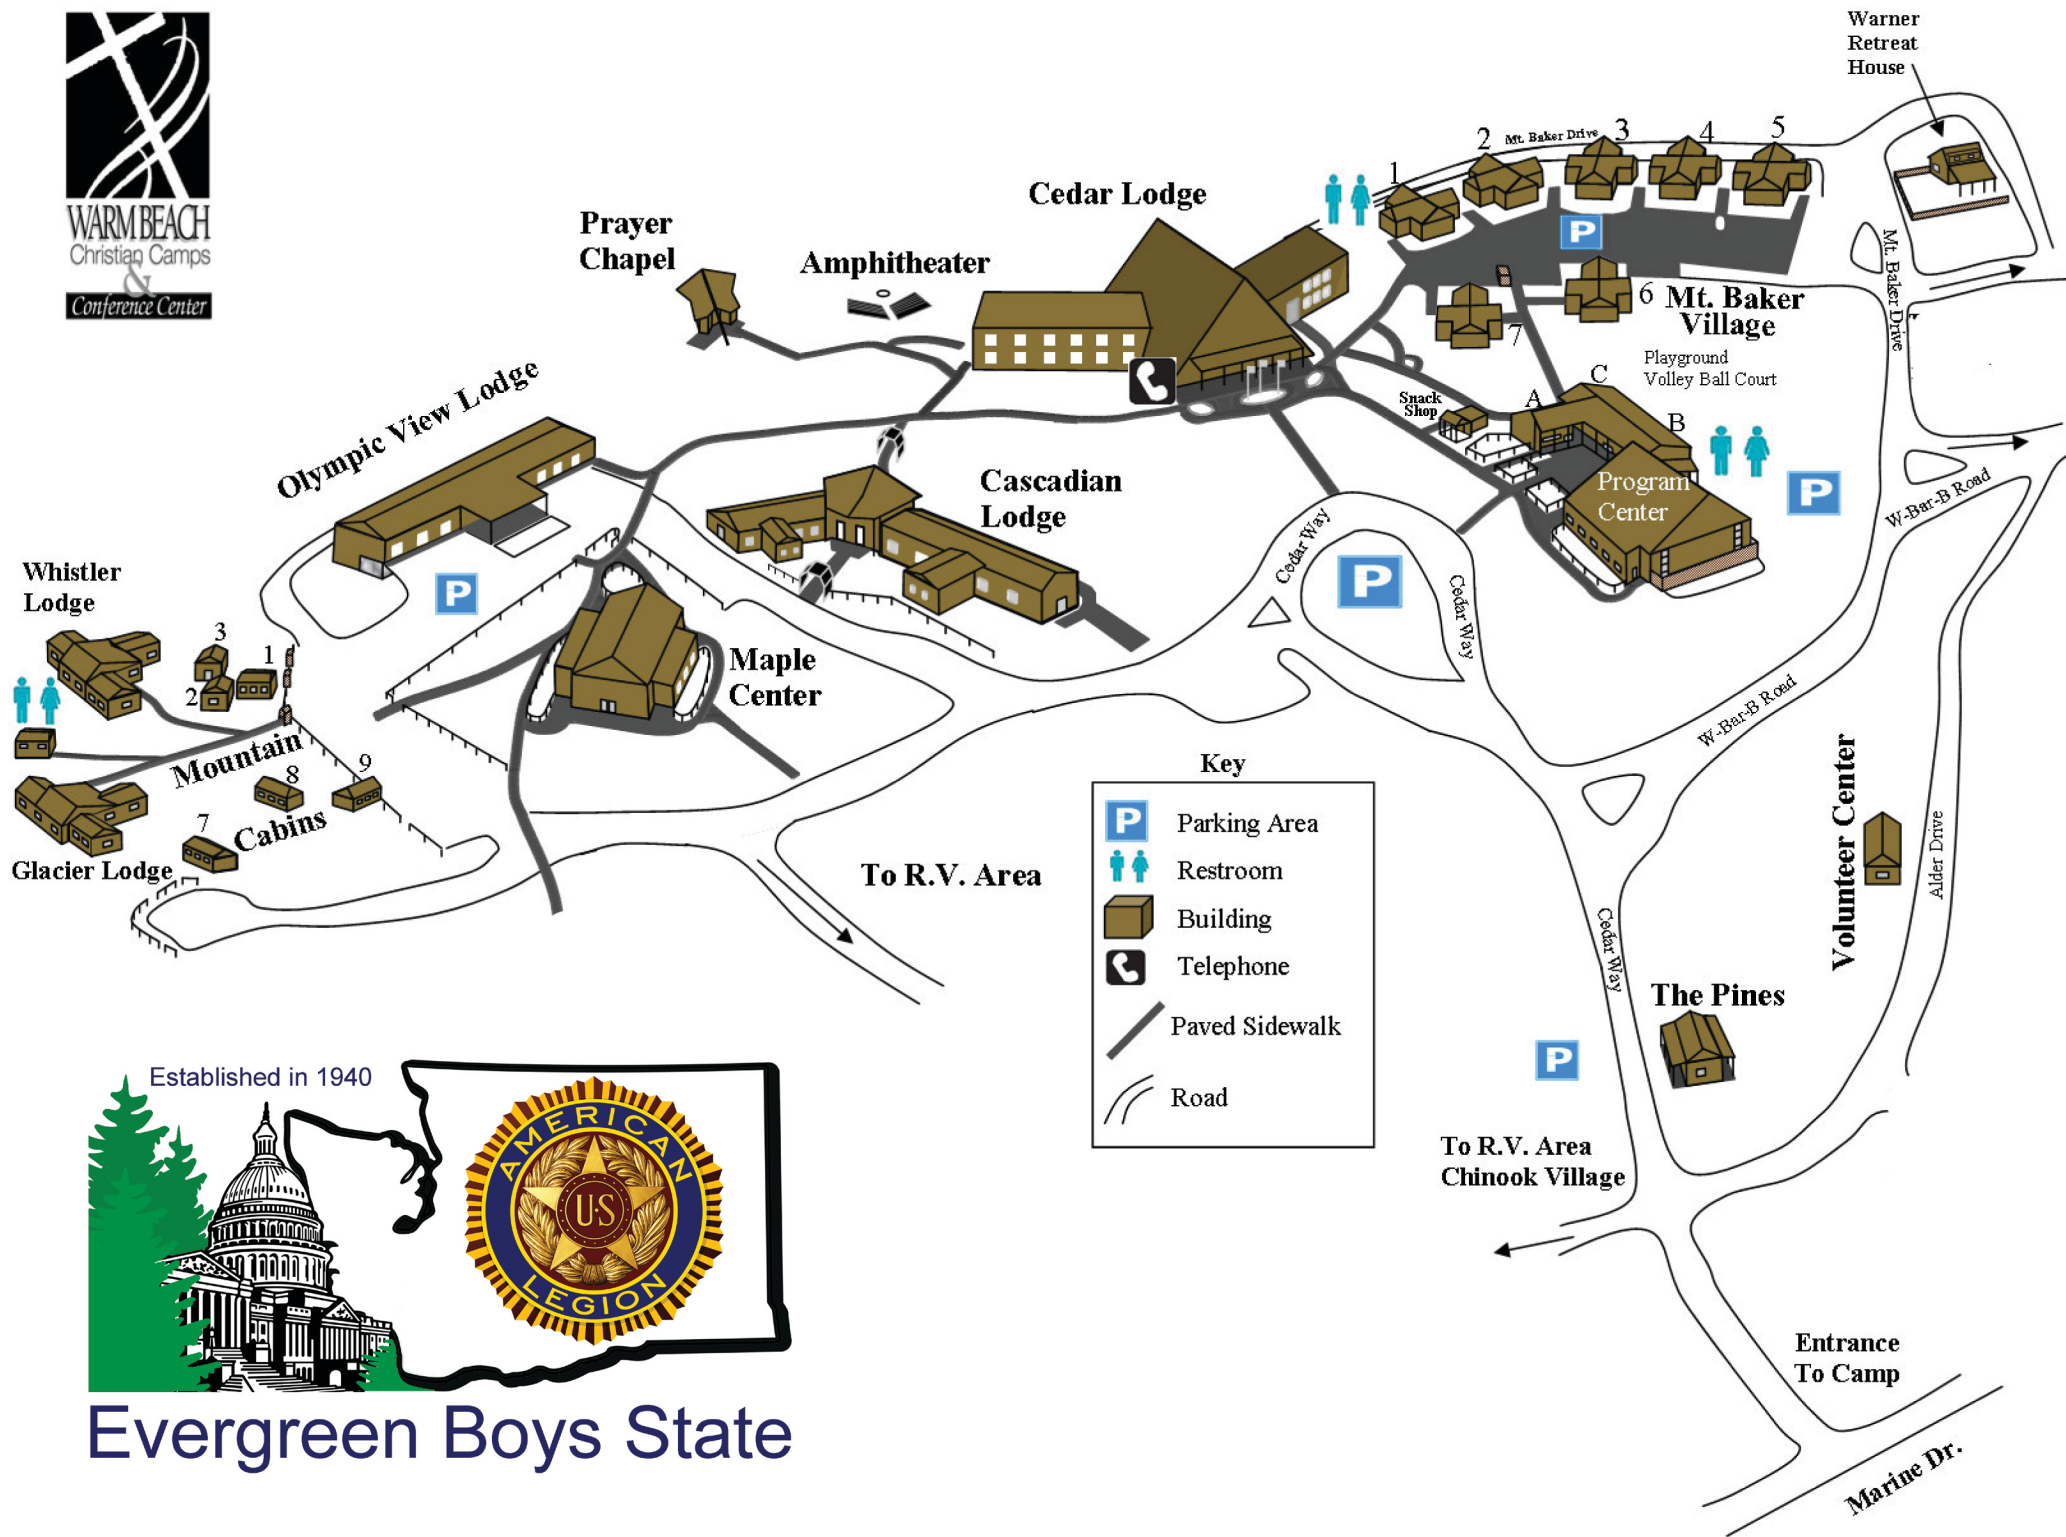 WARM BEACH
Christian Camps
&
Conference Center
Warner
Retreat
House
Prayer
Chapel
Amphitheater
Cedar Lodge
Mt. Baker Drive
1
2
3
4
5
6
7
Mt. Baker
Village
Playground
Volley Ball Court
Mt. Baker Drive
Mt. Baker Drive
Snack
Shop
A
C
B
Program
Center
P
P
P
P
P
W-Bar-B Road
Olympic View Lodge
Cascadian
Lodge
Cedar Way
Cedar Way
Whistler
Lodge
3
1
2
Mountain
Cabins
8
9
7
Glacier Lodge
Maple
Center
W-Bar-B Road
Key
P Parking Area
Restroom
Building
Telephone
Paved Sidewalk
Road
To R.V. Area
Volunteer Center
Alder Drive
Cedar Way
The Pines
To R.V. Area
Chinook Village
Entrance
To Camp
Marine Dr.
Established in 1940
AMERICAN
U.S
LEGION
Evergreen Boys State